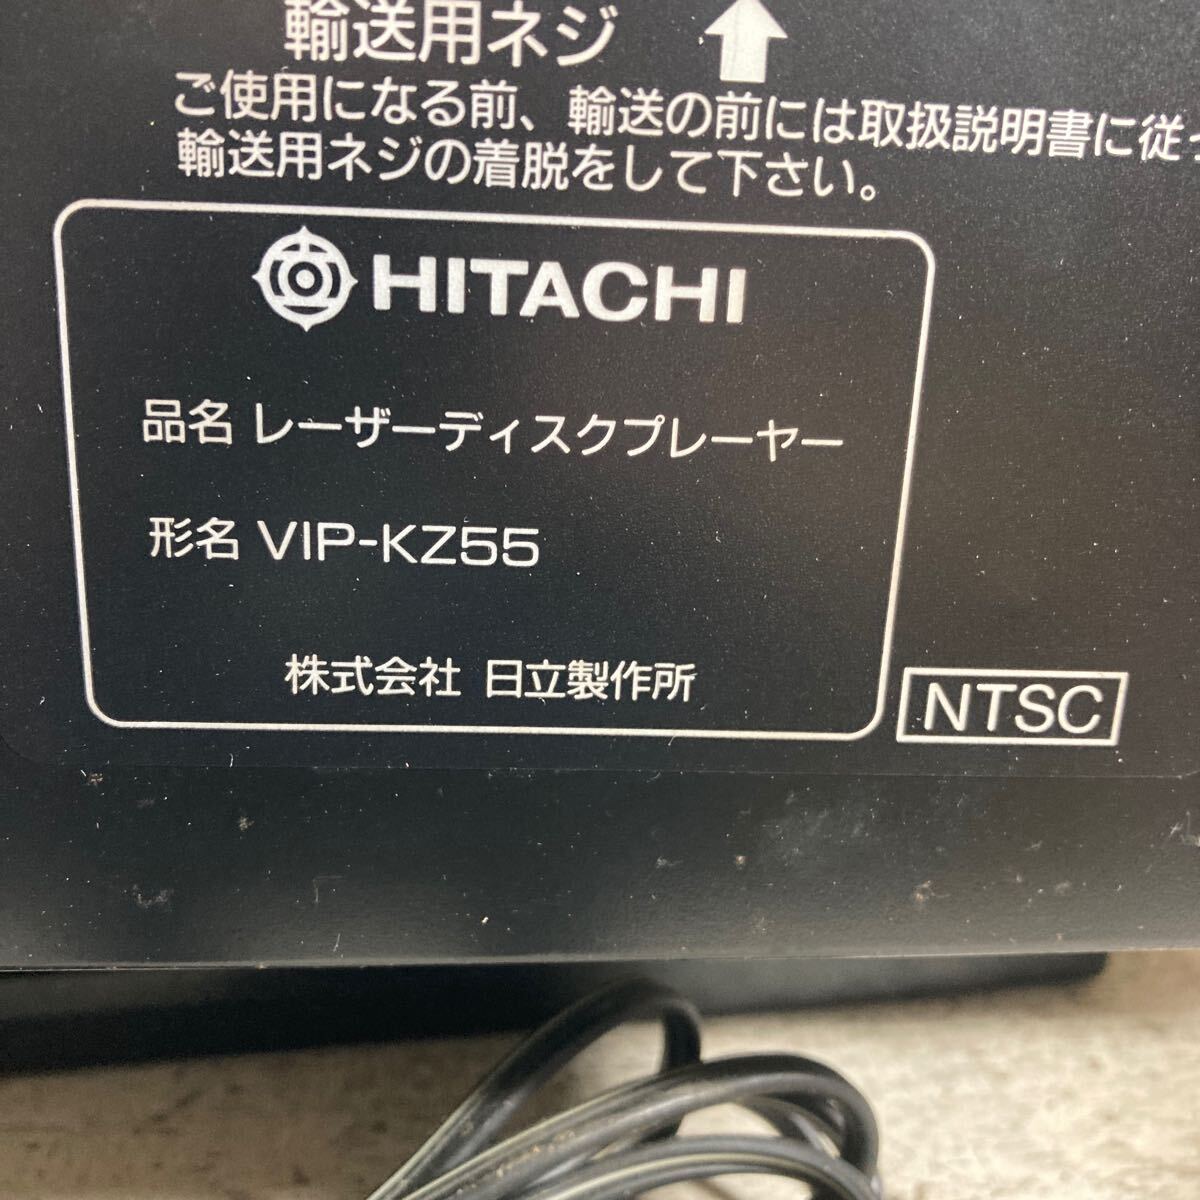 輸送用ネジ
ご使用になる前、輸送の前には取扱説明書に従っ
輸送用ネジの着脱をして下さい。
HITACHI
品名 レーザーディスクプレーヤー
形名 VIP-KZ55
株式会社 日立製作所
NTSC